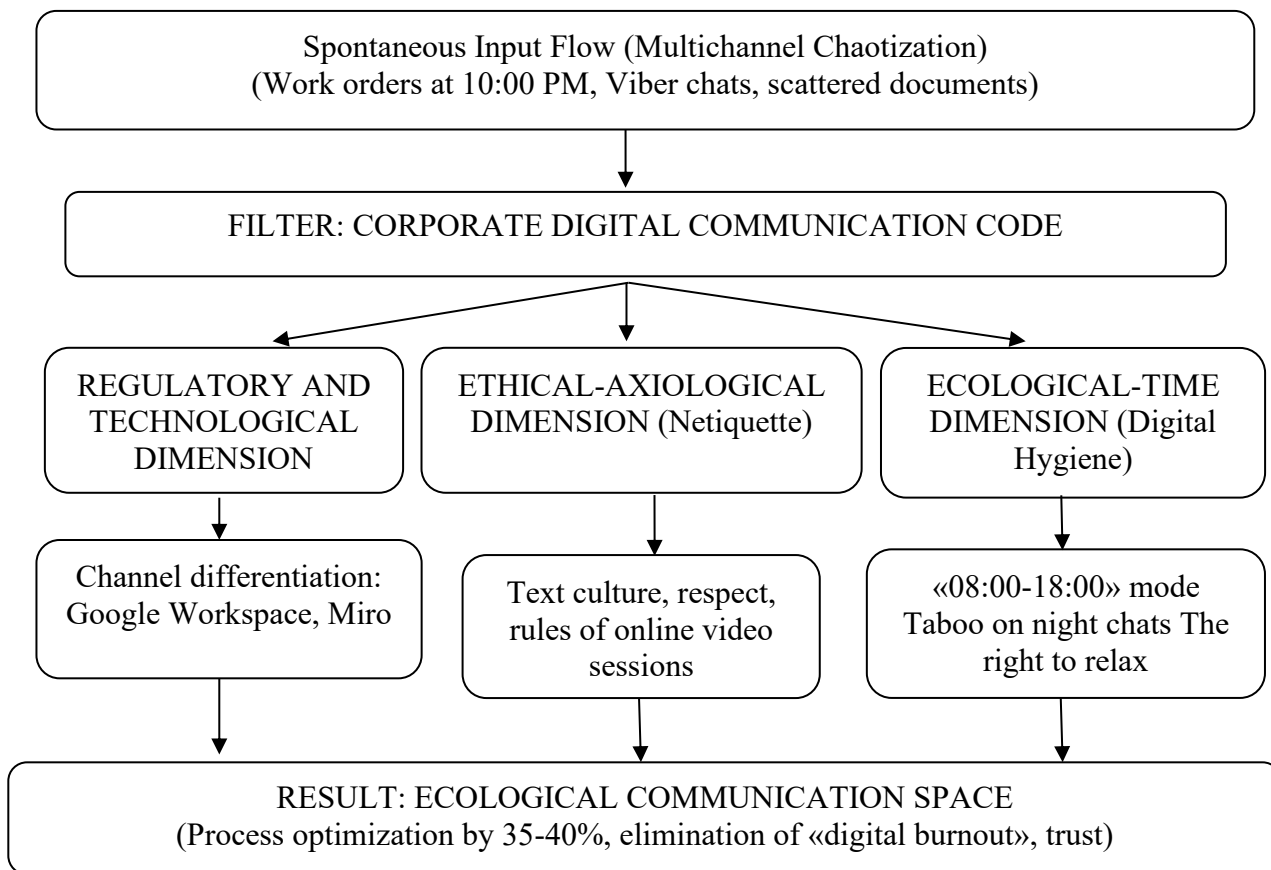 Spontaneous Input Flow (Multichannel Chaotization)
(Work orders at 10:00 PM, Viber chats, scattered documents)
FILTER: CORPORATE DIGITAL COMMUNICATION CODE
REGULATORY AND
TECHNOLOGICAL
DIMENSION
ETHICAL-AXIOLOGICAL
DIMENSION (Netiquette)
ECOLOGICAL-TIME
DIMENSION (Digital
Hygiene)
Channel differentiation:
Google Workspace, Miro
Text culture, respect,
rules of online video
sessions
«08:00-18:00» mode
Taboo on night chats The
right to relax
RESULT: ECOLOGICAL COMMUNICATION SPACE
(Process optimization by 35-40%, elimination of «digital burnout», trust)